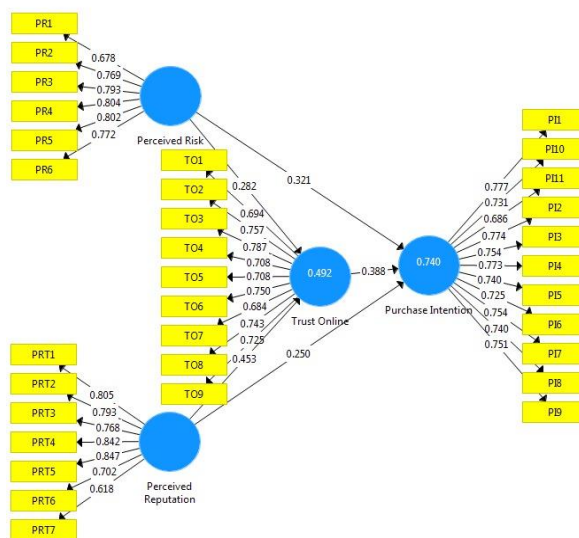 PR1
PR2
PR3
PR4
PR5
PR6
0.678
0.769
0.793
0.804
0.802
0.772
Perceived Risk
TO1
TO2
TO3
TO4
TO5
TO6
TO7
TO8
TO9
0.282
0.694
0.757
0.787
0.708
0.708
0.750
0.684
0.743
0.725
0.453
0.492
Trust Online
0.321
0.388
0.250
0.740
Purchase Intention
0.777
0.731
0.686
0.774
0.754
0.773
0.740
0.725
0.754
0.740
0.751
PI1
PI10
PI11
PI2
PI3
PI4
PI5
PI6
PI7
PI8
PI9
PRT1
PRT2
PRT3
PRT4
PRT5
PRT6
PRT7
0.805
0.793
0.768
0.842
0.847
0.702
0.618
Perceived
Reputation